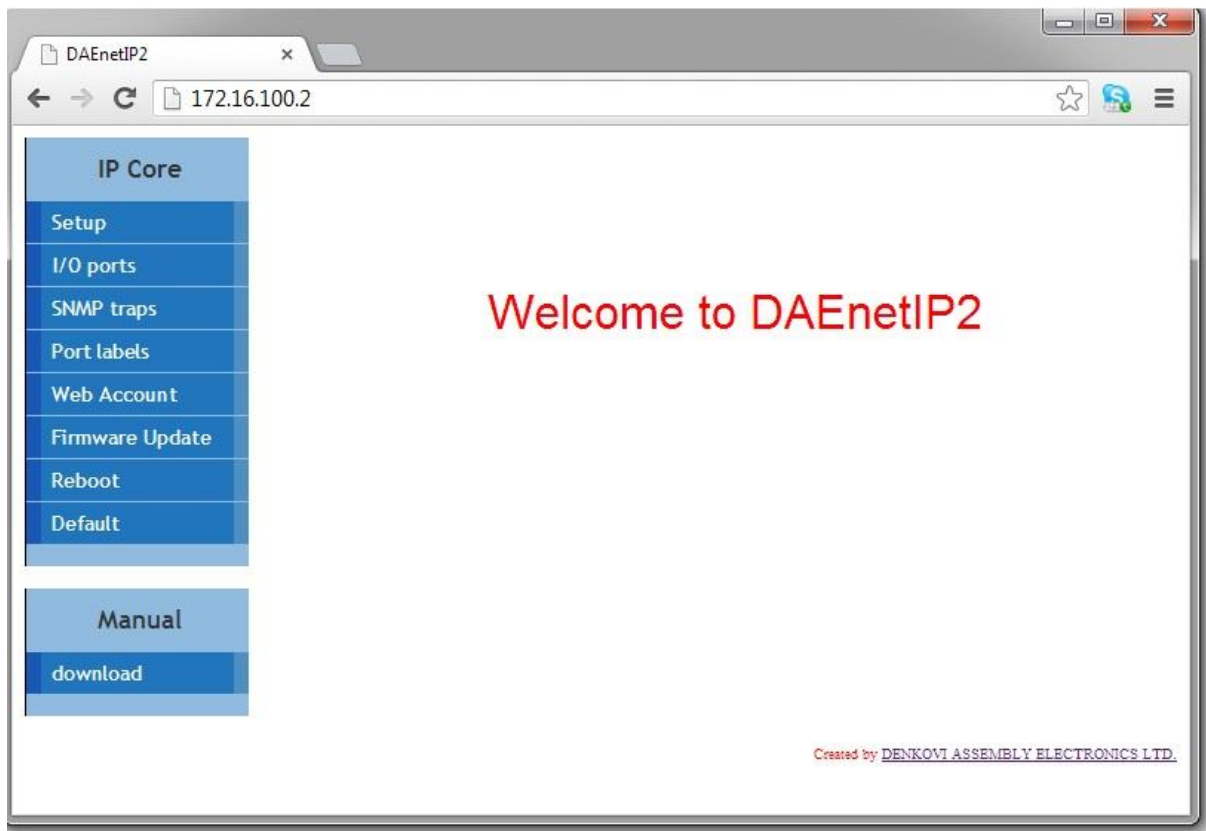 DAEnetIP2
172.16.100.2
IP Core
Setup
I/O ports
SNMP traps
Port labels
Web Account
Firmware Update
Reboot
Default
Welcome to DAEnetIP2
Manual
download
Created by DENKOVI ASSEMBLY ELECTRONICS LTD.